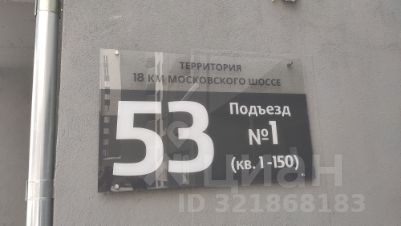 ТЕРРИТОРИЯ
18 КМ МОСКОВСКОГО ШОССЕ
53
Подъезд
№1
(кв. 1-150)
циан
ID 321868183